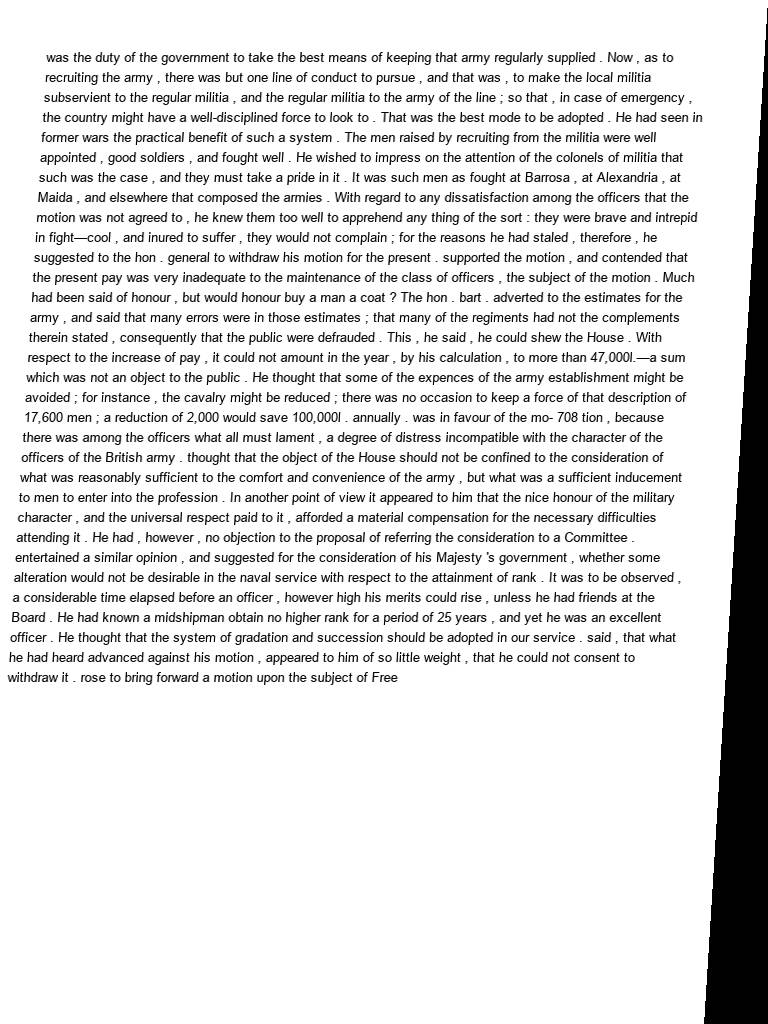 was the duty of the government to take the best means of keeping that army regularly supplied . Now , as to
recruiting the army , there was but one line of conduct to pursue , and that was , to make the local militia
subservient to the regular militia , and the regular militia to the army of the line ; so that , in case of emergency ,
the country might have a well-disciplined force to look to . That was the best mode to be adopted . He had seen in
former wars the practical benefit of such a system . The men raised by recruiting from the militia were well
appointed , good soldiers , and fought well . He wished to impress on the attention of the colonels of militia that
such was the case , and they must take a pride in it . It was such men as fought at Barrosa , at Alexandria , at
Maida , and elsewhere that composed the armies . With regard to any dissatisfaction among the officers that the
motion was not agreed to , he knew them too well to apprehend any thing of the sort : they were brave and intrepid
in fight—cool , and inured to suffer , they would not complain ; for the reasons he had staled , therefore , he
suggested to the hon . general to withdraw his motion for the present . supported the motion , and contended that
the present pay was very inadequate to the maintenance of the class of officers , the subject of the motion . Much
had been said of honour , but would honour buy a man a coat ? The hon . bart . adverted to the estimates for the
army , and said that many errors were in those estimates ; that many of the regiments had not the complements
therein stated , consequently that the public were defrauded . This , he said , he could shew the House . With
respect to the increase of pay , it could not amount in the year , by his calculation , to more than 47,000l.—a sum
which was not an object to the public . He thought that some of the expences of the army establishment might be
avoided ; for instance , the cavalry might be reduced ; there was no occasion to keep a force of that description of
17,600 men ; a reduction of 2,000 would save 100,000l . annually . was in favour of the mo- 708 tion , because
there was among the officers what all must lament , a degree of distress incompatible with the character of the
officers of the British army . thought that the object of the House should not be confined to the consideration of
what was reasonably sufficient to the comfort and convenience of the army , but what was a sufficient inducement
to men to enter into the profession . In another point of view it appeared to him that the nice honour of the military
character , and the universal respect paid to it , afforded a material compensation for the necessary difficulties
attending it . He had , however , no objection to the proposal of referring the consideration to a Committee .
entertained a similar opinion , and suggested for the consideration of his Majesty 's government , whether some
alteration would not be desirable in the naval service with respect to the attainment of rank . It was to be observed ,
a considerable time elapsed before an officer , however high his merits could rise , unless he had friends at the
Board . He had known a midshipman obtain no higher rank for a period of 25 years , and yet he was an excellent
officer . He thought that the system of gradation and succession should be adopted in our service . said , that what
he had heard advanced against his motion , appeared to him of so little weight , that he could not consent to
withdraw it . rose to bring forward a motion upon the subject of Free